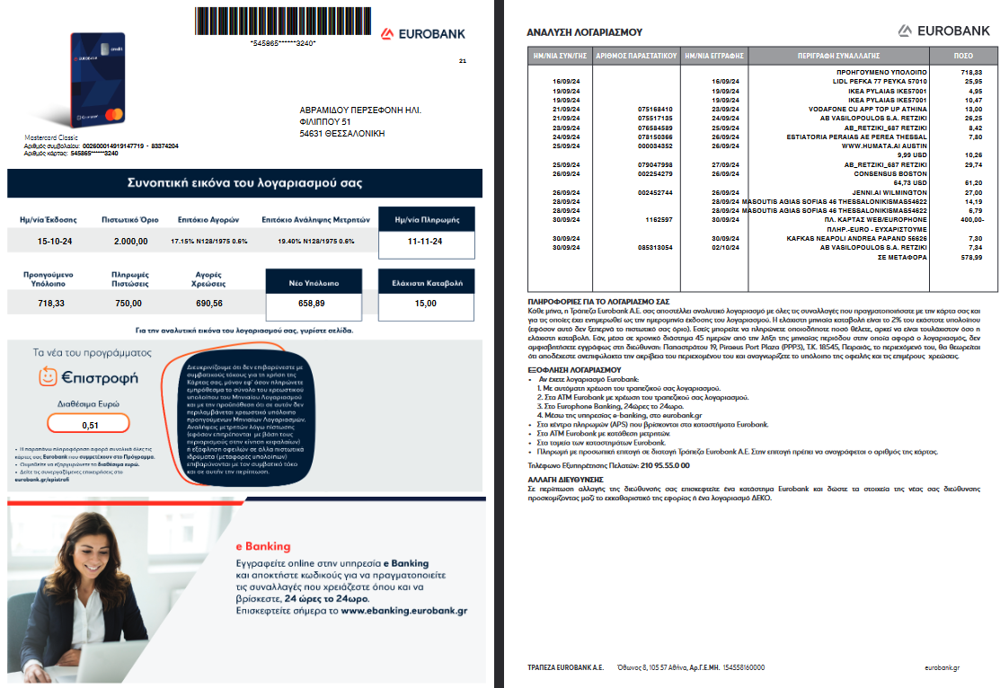 *545865******3240*
EUROBANK
21
ΑΒΡΑΜΙΔΟΥ ΠΕΡΣΕΦΟΝΗ ΗΛΙ.
ΦΙΛΙΠΠΟΥ 51
54631 ΘΕΣΣΑΛΟΝΙΚΗ
Mastercard Classic
Αριθμός συμβολαίου: 002600014919147719 - 83374204
Αριθμός κάρτας: 545865******3240
Συνοπτική εικόνα του λογαριασμού σας
Ημ/νία Έκδοσης Πιστωτικό Όριο Επιτόκιο Αγορών Επιτόκιο Ανάληψης Μετρητών Ημ/νία Πληρωμής
15-10-24 2.000,00 17.15% N128/1975 0.6% 19.40% N128/1975 0.6% 11-11-24
Προηγούμενο Υπόλοιπο Πληρωμές Πιστώσεις Αγορές Χρεώσεις Νέο Υπόλοιπο Ελάχιστη Καταβολή
718,33 750,00 690,56 658,89 15,00
Για την αναλυτική εικόνα του λογαριασμού σας, γυρίστε σελίδα.
Τα νέα του προγράμματος
€πιστροφή
Διαθέσιμα Ευρώ
0,51
• Η παραπάνω πληροφόρηση αφορά συνολικά όλες τις
κάρτες σας Eurobank που συμμετέχουν στο Πρόγραμμα.
• Θυμηθείτε να εξαργυρώσετε τα διαθέσιμα ευρώ.
• Δείτε τις συνεργαζόμενες επιχειρήσεις στο
eurobank.gr/epistrofi
Διευκρινίζουμε ότι δεν επιβαρύνεστε με
συμβατικούς τόκους για τη χρήση της
Κάρτας σας, μόνον εφ' όσον πληρώνετε
εμπρόθεσμα το σύνολο του χρεωστικού
υπολοίπου του Μηνιαίου Λογαριασμού
και με την προϋπόθεση ότι σε αυτόν δεν
περιλαμβάνεται χρεωστικό υπόλοιπο
προηγούμενων Μηνιαίων Λογαριασμών.
Αναλήψεις μετρητών λόγω πίστωσης
(εφόσον επιτρέπονται με βάση τους
περιορισμούς στην κίνηση κεφαλαίων)
ή εξόφληση οφειλών σε άλλα πιστωτικά
ιδρύματα (μεταφορές υπολοίπων)
επιβαρύνονται με τον συμβατικό τόκο
και σε αυτήν την περίπτωση.
e Banking
Εγγραφείτε online στην υπηρεσία e Banking
και αποκτήστε κωδικούς για να πραγματοποιείτε
τις συναλλαγές που χρειάζεστε όπου και να
βρίσκεστε, 24 ώρες το 24ωρο.
Επισκεφτείτε σήμερα το www.ebanking.eurobank.gr
ΑΝΑΛΥΣΗ ΛΟΓΑΡΙΑΣΜΟΥ
EUROBANK
ΗΜ/ΝΙΑ ΣΥΝ/ΓΗΣ ΑΡΙΘΜΟΣ ΠΑΡΑΣΤΑΤΙΚΟΥ ΗΜ/ΝΙΑ ΕΓΓΡΑΦΗΣ ΠΕΡΙΓΡΑΦΗ ΣΥΝΑΛΛΑΓΗΣ ΠΟΣΟ
ΠΡΟΗΓΟΥΜΕΝΟ ΥΠΟΛΟΙΠΟ 718,33
16/09/24 16/09/24 LIDL PEFKA 77 PEYKA 57010 25,95
19/09/24 19/09/24 IKEA PYLAIAS IKE57001 4,95
19/09/24 19/09/24 IKEA PYLAIAS IKE57001 10,47
21/09/24 075168410 23/09/24 VODAFONE CU APP TOP UP ATHINA 13,00
21/09/24 075517135 24/09/24 AB VASILOPOULOS S.A. RETZIKI 26,25
23/09/24 076584589 25/09/24 AB_RETZIKI_687 RETZIKI 8,42
24/09/24 078150366 26/09/24 ESTIATORIA PERAIAS AE PEREA THESSAL 7,80
25/09/24 000034352 26/09/24 WWW.HUMATA.AI AUSTIN
9,99 USD 10,26
25/09/24 079047998 27/09/24 AB_RETZIKI_687 RETZIKI 29,74
26/09/24 002254279 26/09/24 CONSENSUS BOSTON
64,73 USD 61,20
26/09/24 002452744 26/09/24 JENNI.AI WILMINGTON 27,00
28/09/24 28/09/24 MASOUTIS AGIAS SOFIAS 46 THESSALONIKISMAS54622 14,19
28/09/24 28/09/24 MASOUTIS AGIAS SOFIAS 46 THESSALONIKISMAS54622 6,79
30/09/24 1162597 30/09/24 ΠΛ. ΚΑΡΤΑΣ WEB/EUROPHONE 400,00-
ΠΛΗΡ.-EURO - ΕΥΧΑΡΙΣΤΟΥΜΕ
30/09/24 30/09/24 KAFKAS NEAPOLI ANDREA PAPAND 56626 7,30
30/09/24 085313054 02/10/24 AB VASILOPOULOS S.A. RETZIKI 7,34
ΣΕ ΜΕΤΑΦΟΡΑ 578,99
ΠΛΗΡΟΦΟΡΙΕΣ ΓΙΑ ΤΟ ΛΟΓΑΡΙΑΣΜΟ ΣΑΣ
Κάθε μήνα, η Τράπεζα Eurobank Α.Ε. σας αποστέλλει αναλυτικό λογαριασμό με όλες τις συναλλαγές που πραγματοποιήσατε με την κάρτα σας και
για τις οποίες έχει ενημερωθεί ως την ημερομηνία έκδοσης του λογαριασμού. Η ελάχιστη μηνιαία καταβολή είναι το 2% του εκάστοτε υπολοίπου
(εφόσον αυτό δεν ξεπερνά το πιστωτικό σας όριο). Εσείς μπορείτε να πληρώνετε οποιοδήποτε ποσό θέλετε, αρκεί να είναι τουλάχιστον όσο η
ελάχιστη καταβολή. Εάν, μέσα σε χρονικό διάστημα 45 ημερών από την λήξη της μηνιαίας περιόδου στην οποία αφορά ο λογαριασμός, δεν
αμφισβητήσετε εγγράφως στη διεύθυνση: Παπαστράτου 19, Piraeus Port Plaza (PPP3), Τ.Κ. 18545, Πειραιάς, το περιεχόμενό του, θα θεωρείται
ότι αποδέχεστε ανεπιφύλακτα την ακρίβεια του περιεχομένου του και αναγνωρίζετε το υπόλοιπο της οφειλής και τις επιμέρους χρεώσεις.
ΕΞΟΦΛΗΣΗ ΛΟΓΑΡΙΑΣΜΟΥ
• Αν έχετε λογαριασμό Eurobank:
1. Με αυτόματη χρέωση του τραπεζικού σας λογαριασμού.
2. Στα ΑΤΜ Eurobank με χρέωση του τραπεζικού σας λογαριασμού.
3. Στο Europhone Banking, 24ώρες το 24ωρο.
4. Μέσω της υπηρεσίας e-banking, στο eurobank.gr
• Στα κέντρα πληρωμών (APS) που βρίσκονται στα καταστήματα Eurobank.
• Στα ΑΤΜ Eurobank με κατάθεση μετρητών.
• Στα ταμεία των καταστημάτων Eurobank.
• Πληρωμή με προσωπική επιταγή σε διαταγή Τράπεζα Eurobank Α.Ε. Στην επιταγή πρέπει να αναγράφεται ο αριθμός της κάρτας.
Τηλέφωνο Εξυπηρέτησης Πελατών: 210 95.55.0 00
ΑΛΛΑΓΗ ΔΙΕΥΘΥΝΣΗΣ
Σε περίπτωση αλλαγής της διεύθυνσής σας επισκεφθείτε ένα κατάστημα Eurobank και δώστε τα στοιχεία της νέας σας διεύθυνσης
προσκομίζοντας μαζί το εκκαθαριστικό της εφορίας ή ένα λογαριασμό ΔΕΚΟ.
ΤΡΑΠΕΖΑ EUROBANK Α.Ε. Όθωνος 8, 105 57 Αθήνα, Αρ.Γ.Ε.ΜΗ. 154558160000 eurobank.gr